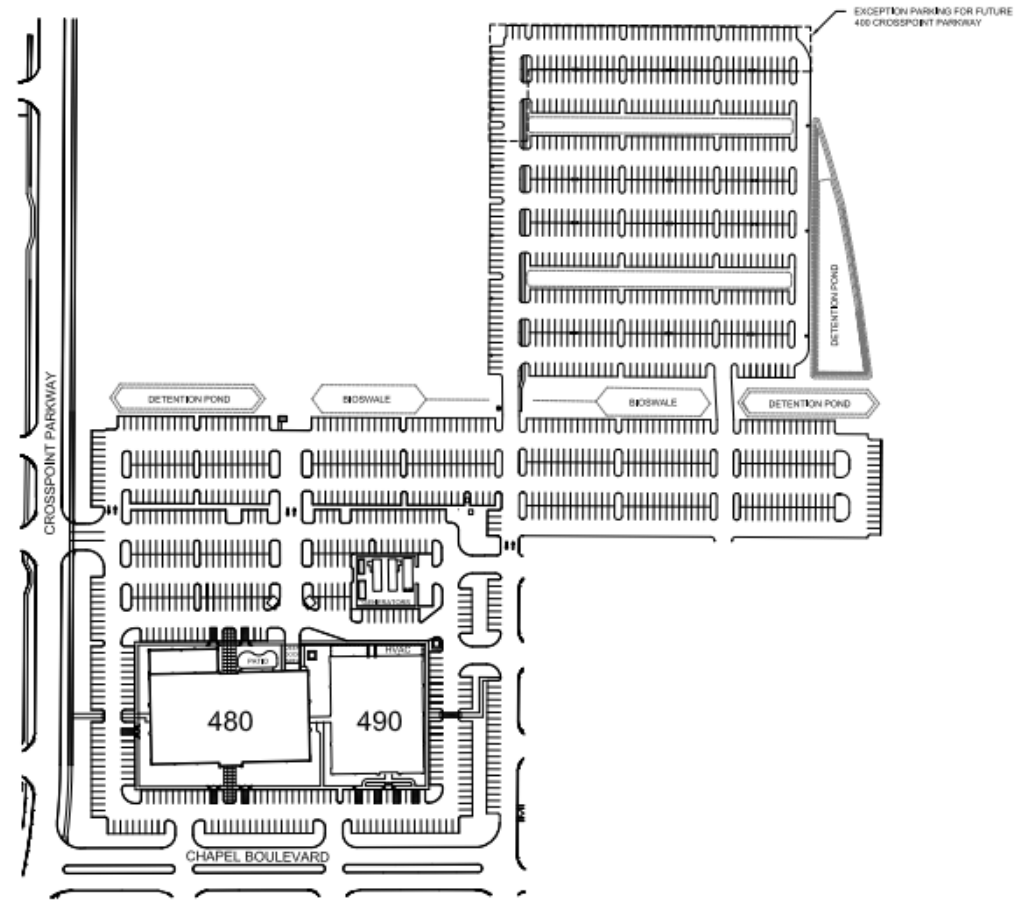 EXCEPTION PARKING FOR FUTURE
400 CROSSPOINT PARKWAY
DETENTION POND
CROSSPOINT PARKWAY
DETENTION POND
BIOSWALE
BIOSWALE
DETENTION POND
GENERATORS
PATIO
HVAC
480
490
CHAPEL BOULEVARD